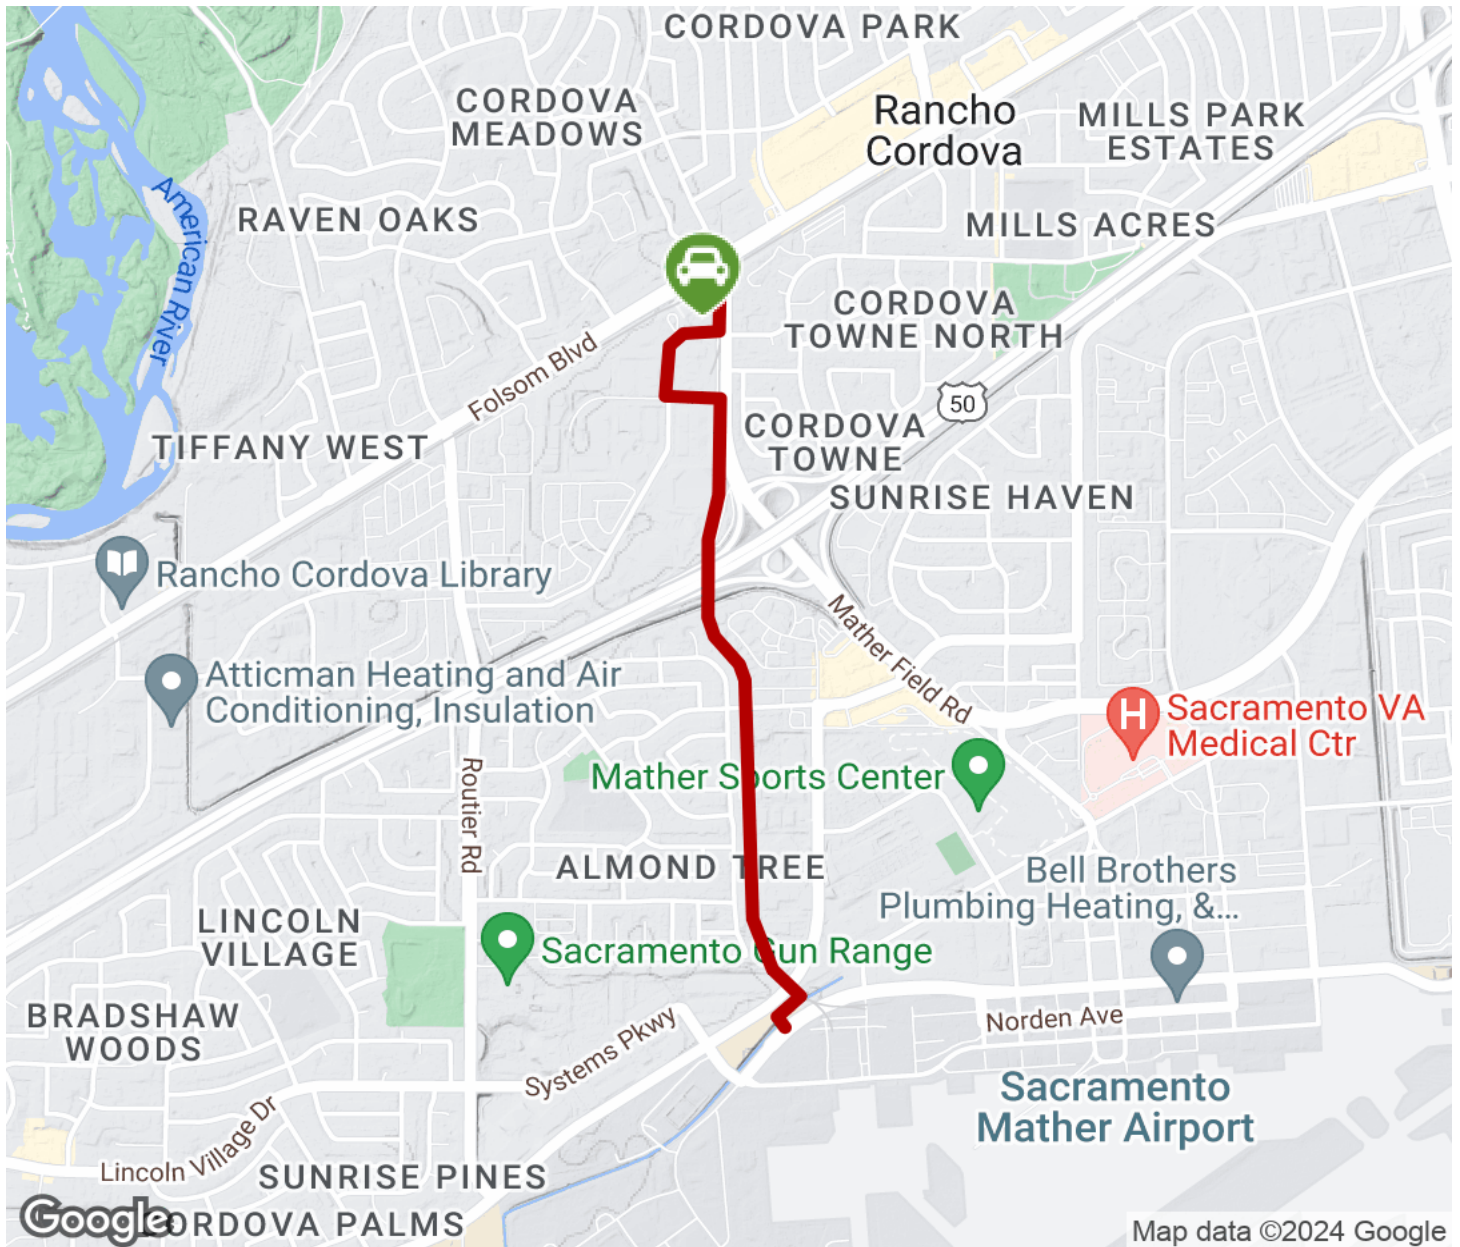 CORDOVA PARK
CORDOVA
MEADOWS
Rancho
Cordova
MILLS PARK
ESTATES
American River
RAVEN OAKS
MILLS ACRES
CORDOVA
TOWNE NORTH
Folsom Blvd
50
TIFFANY WEST
CORDOVA
TOWNE
SUNRISE HAVEN
Rancho Cordova Library
Mather Field Rd
Atticman Heating and Air
Conditioning, Insulation
H
Sacramento VA
Medical Ctr
Routier Rd
Mather Sports Center
ALMOND TREE
Bell Brothers
Plumbing Heating, &...
LINCOLN
VILLAGE
Sacramento Gun Range
BRADSHAW
WOODS
Systems Pkwy
Norden Ave
Sacramento
Mather Airport
Lincoln Village Dr
SUNRISE PINES
Google
CORDOVA PALMS
Map data ©2024 Google